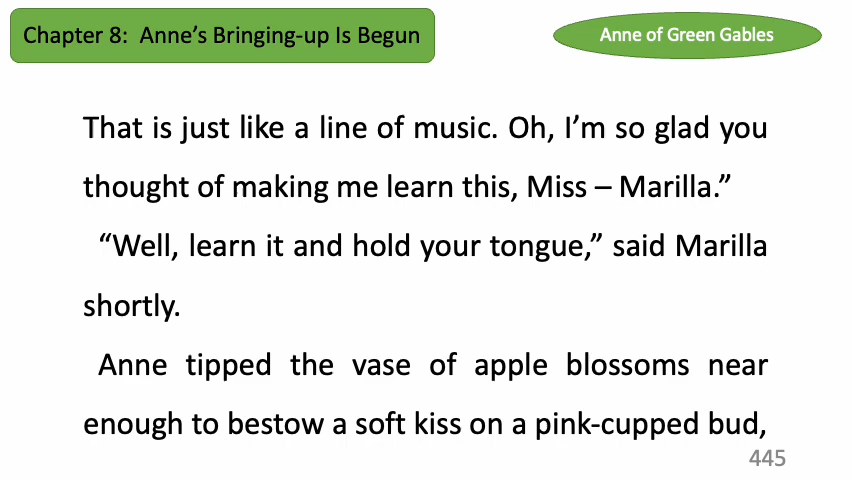 Chapter 8:  Anne’s Bringing-up Is Begun
Anne of Green Gables
That is just like a line of music. Oh, I’m so glad you
thought of making me learn this, Miss – Marilla.”
“Well, learn it and hold your tongue,” said Marilla
shortly.
Anne tipped the vase of apple blossoms near
enough to bestow a soft kiss on a pink-cupped bud,
445